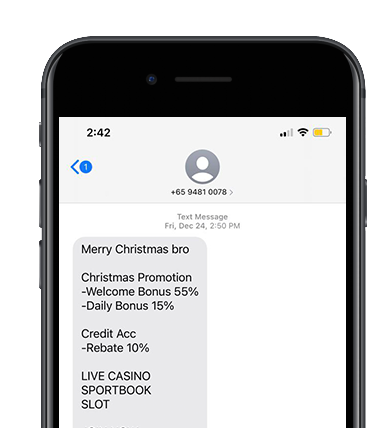 2:42
1
+65 9481 0078 >
Text Message
Fri, Dec 24, 2:50 PM
Merry Christmas bro
Christmas Promotion
-Welcome Bonus 55%
-Daily Bonus 15%
Credit Acc
-Rebate 10%
LIVE CASINO
SPORTBOOK
SLOT